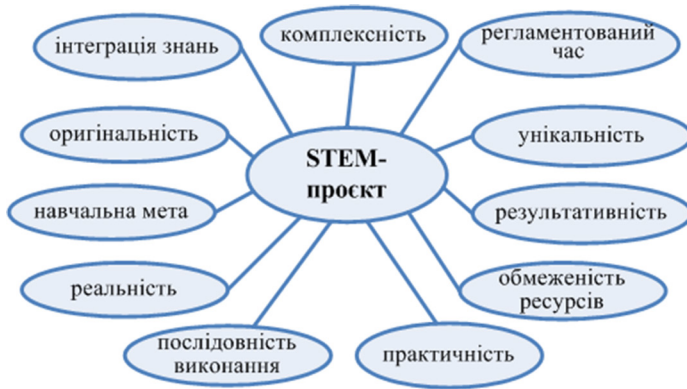 комплексність
регламентований
час
інтеграція знань
оригінальність
унікальність
STEM-
проєкт
навчальна мета
результативність
реальність
обмеженість
ресурсів
послідовність
виконання
практичність